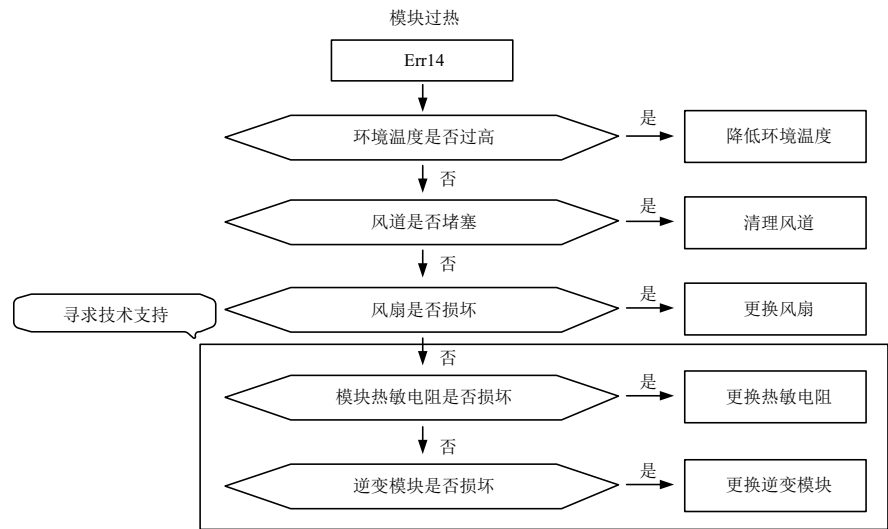 模块过热
Err14
环境温度是否过高
是
降低环境温度
否
风道是否堵塞
是
清理风道
否
寻求技术支持
风扇是否损坏
是
更换风扇
否
模块热敏电阻是否损坏
是
更换热敏电阻
否
逆变模块是否损坏
是
更换逆变模块